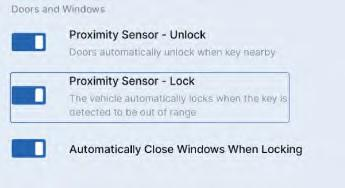 Doors and Windows
Proximity Sensor - Unlock
Doors automatically unlock when key nearby
Proximity Sensor - Lock
The vehicle automatically locks when the key is
detected to be out of range
Automatically Close Windows When Locking